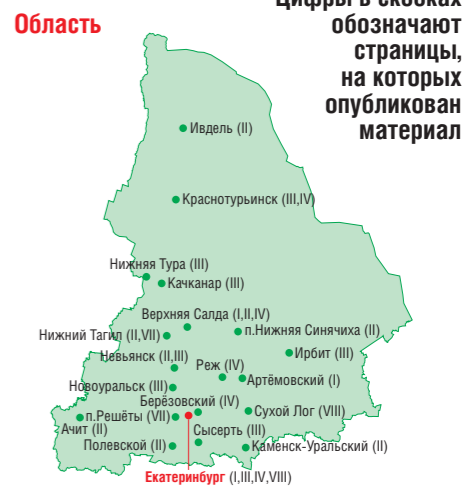 Цифры в скобках
обозначают
страницы,
на которых
опубликован
материал
Область
Ивдель (II)
Краснотурьинск (III,IV)
Нижняя Тура (III)
Качканар (III)
Верхняя Салда (I,II,IV)
Нижний Тагил (II,VII)
п.Нижняя Синячиха (II)
Невьянск (II,III)
Ирбит (III)
Реж (IV)
Артёмовский (I)
Новоуральск (III)
Берёзовский (IV)
п.Решёты (VII)
Сухой Лог (VIII)
Ачит (II)
Сысерть (III)
Полевской (II)
Каменск-Уральский (II)
Екатеринбург (I,III,IV,VIII)